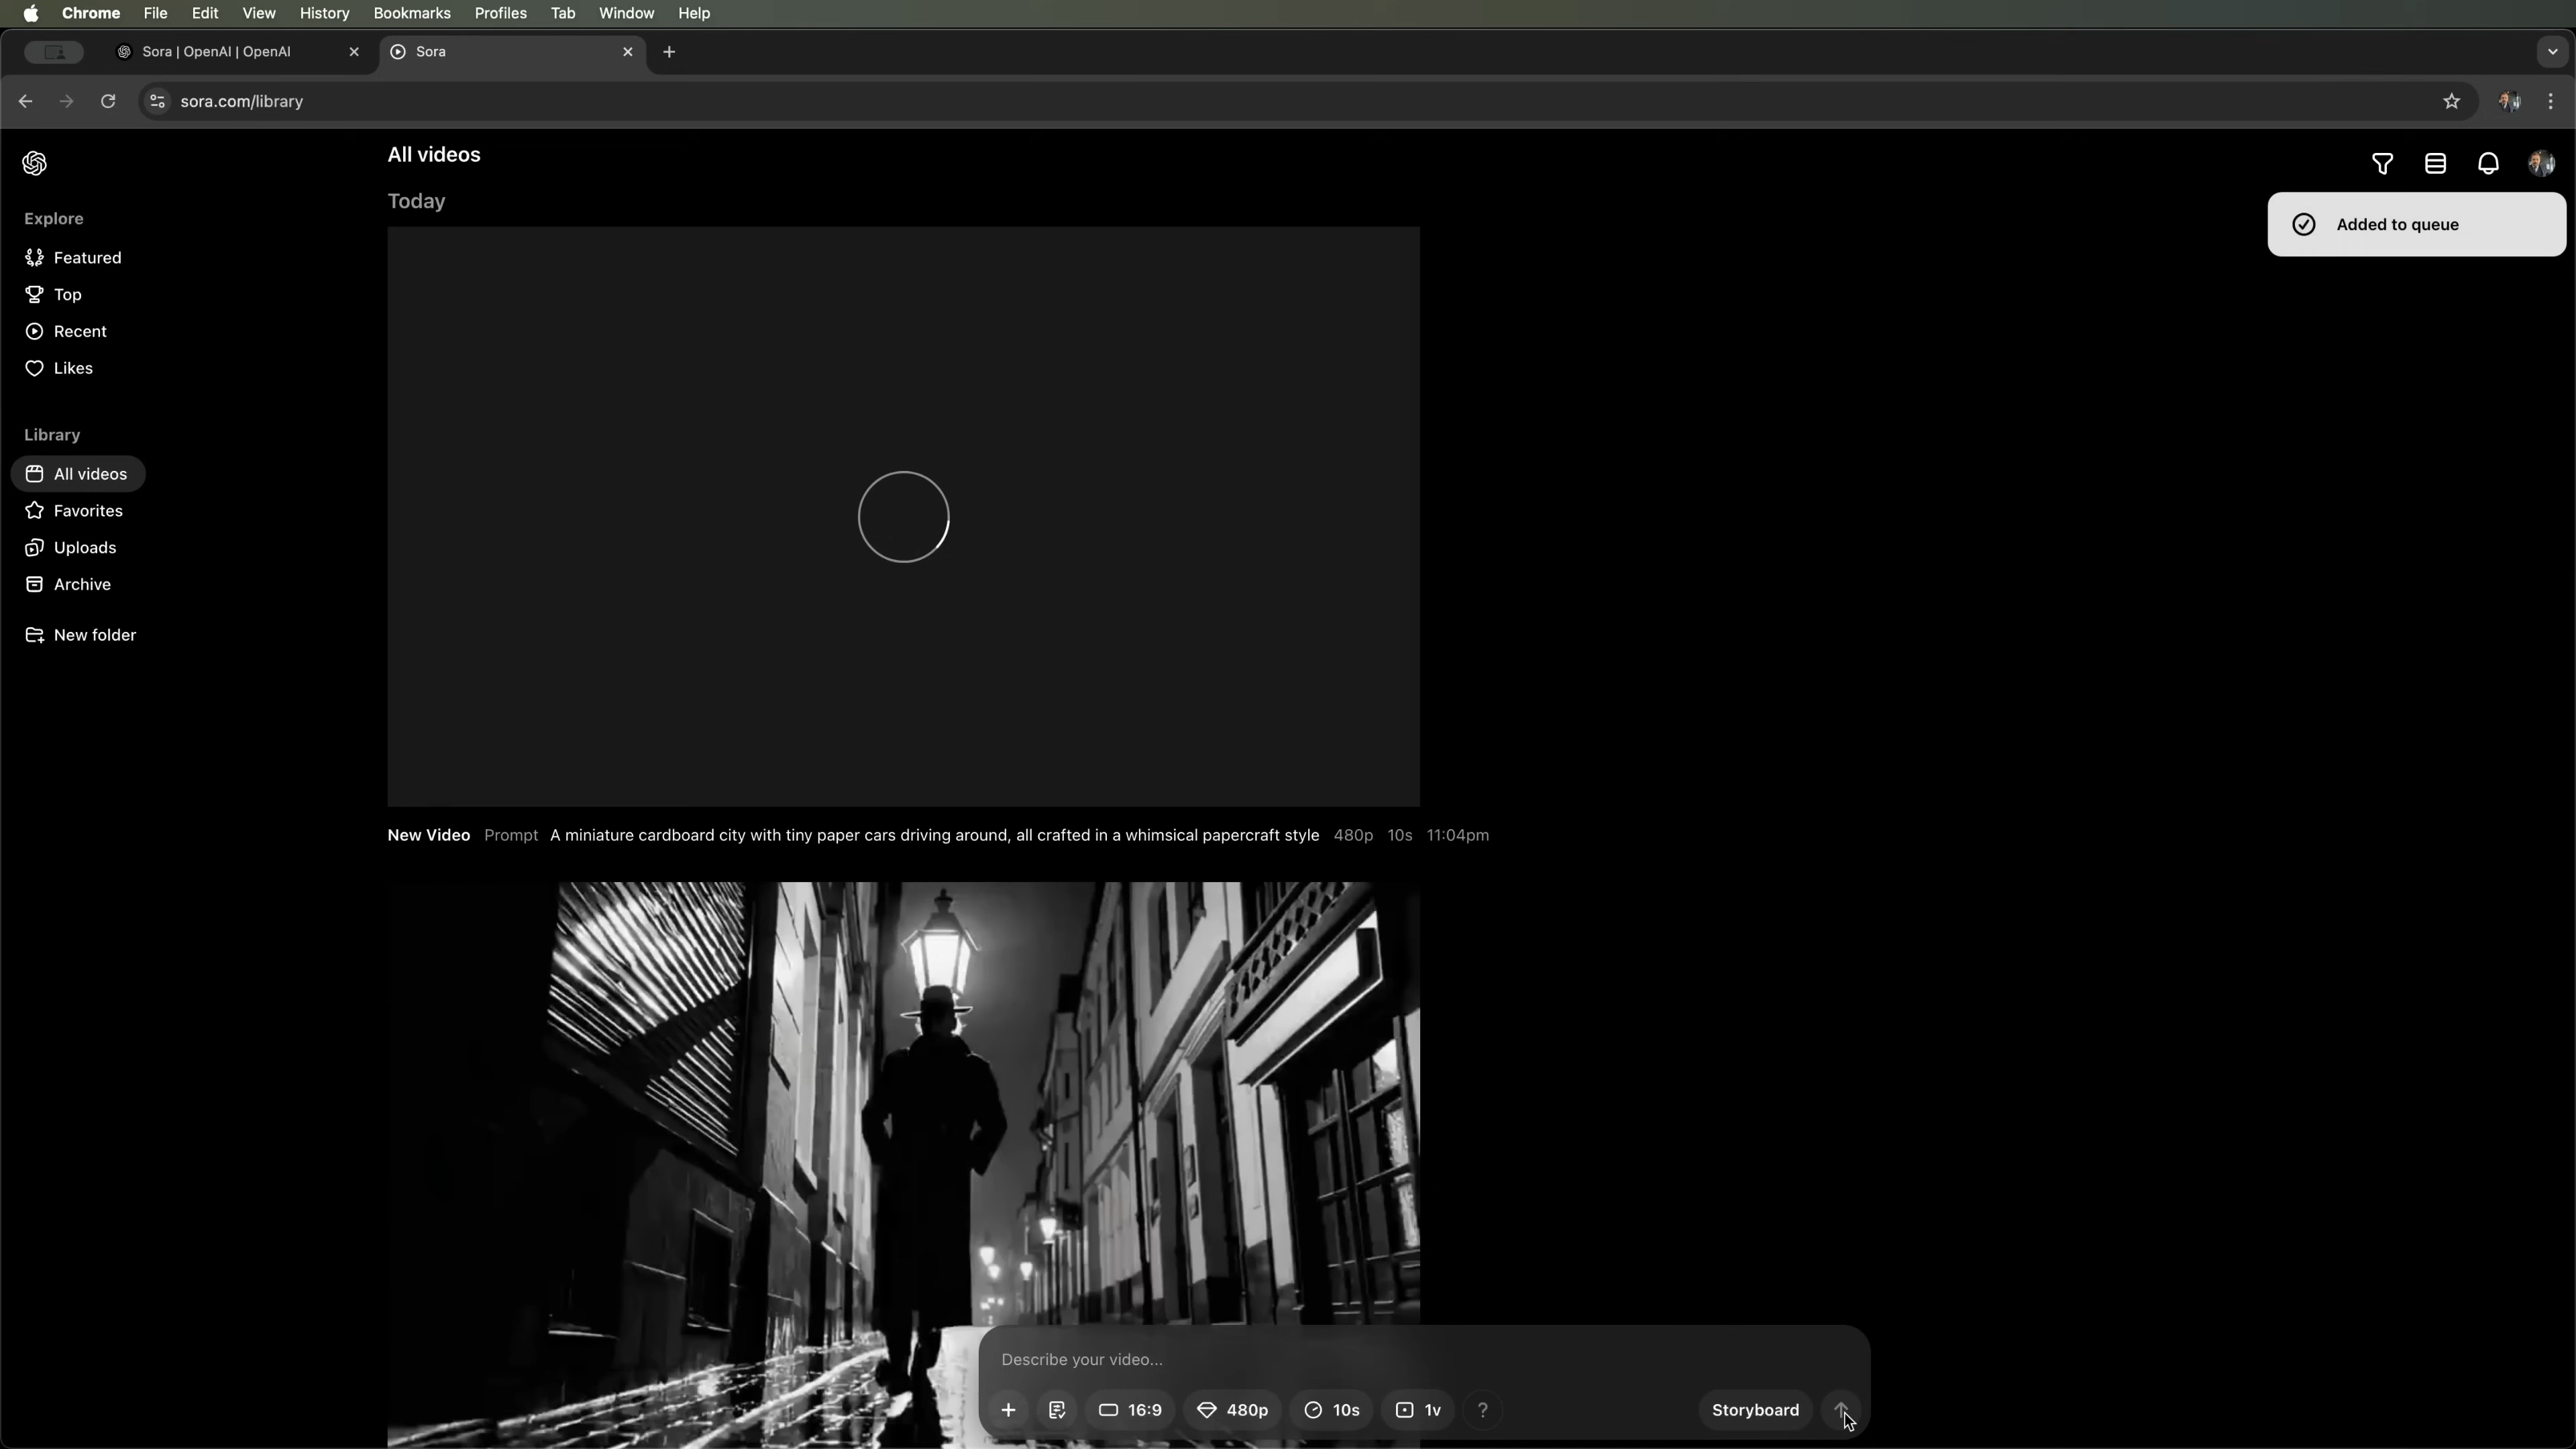 Chrome File Edit View History Bookmarks Profiles Tab Window Help
Sora | OpenAI | OpenAI
Sora
sora.com/library
All videos
Today
Added to queue
Explore
Featured
Top
Recent
Likes
Library
All videos
Favorites
Uploads
Archive
New folder
New Video Prompt A miniature cardboard city with tiny paper cars driving around, all crafted in a whimsical papercraft style 480p 10s 11:04pm
Describe your video...
16:9 480p 10s 1v ? Storyboard